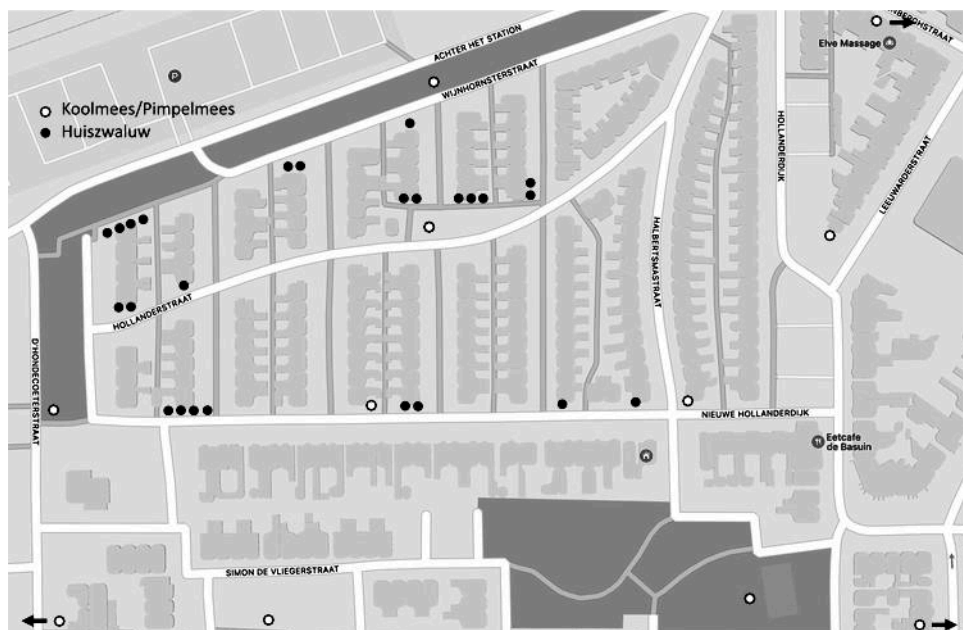 ACHTER HET STATION
WIJNHORNSTERSTRAAT
Elve Massage
P
Koolmees/Pimpelmees
Huiszwaluw
HOLLANDERDIJK
LEEUWARDERSTRAAT
HALBERTSMASTRAAT
HOLLANDERSTRAAT
D'HONDECOETERSTRAAT
NIEUWE HOLLANDERDIJK
Eetcafe
de Basuin
SIMON DE VLIEGERSTRAAT